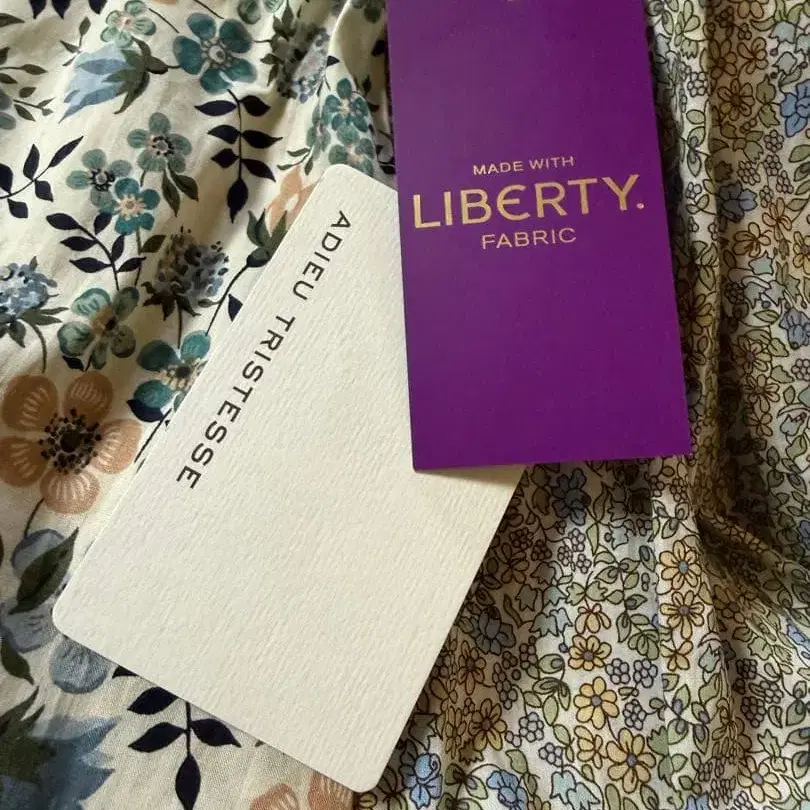 ADIEU TRISTESSE
MADE WITH
LIBERTY.
FABRIC